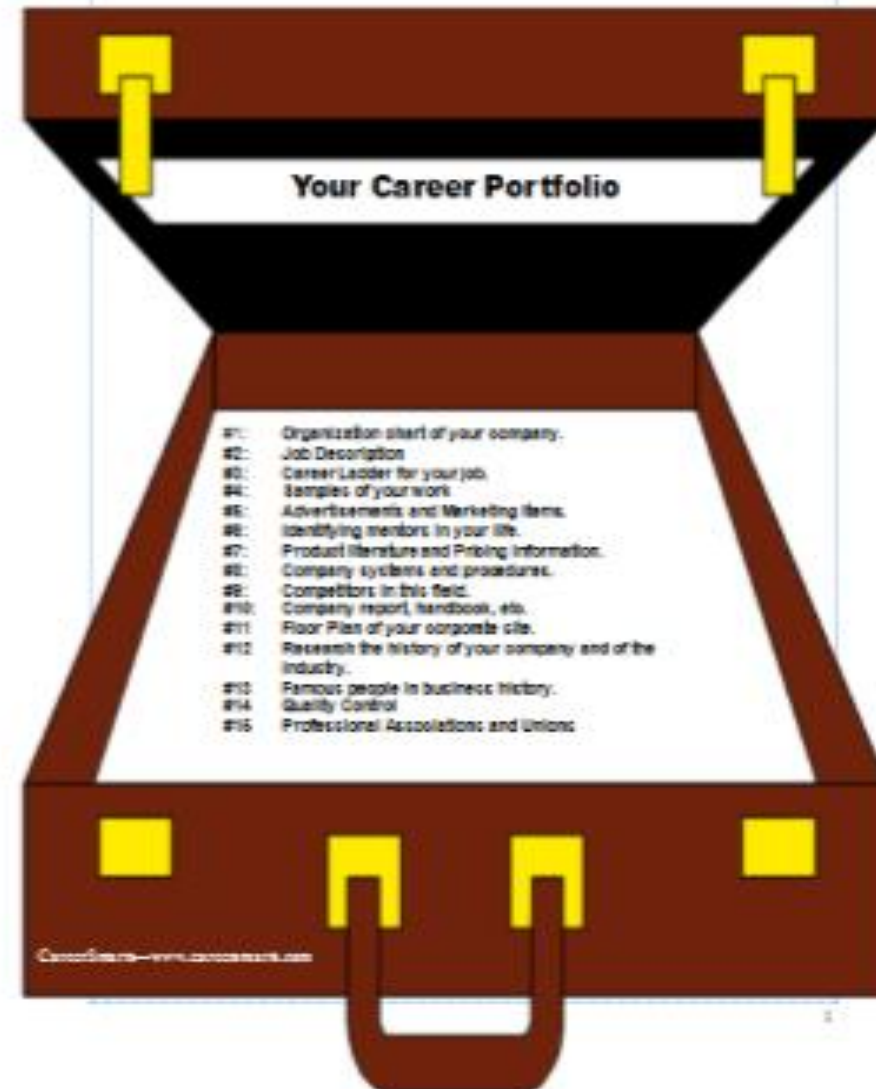 Your Career Portfolio
#1: Organization chart of your company.
#2: Job Description
#3: Career Ladder for your job.
#4: Samples of your work
#5: Advertisements and Marketing items.
#6: Identifying mentors in your life.
#7: Product literature and Pricing information.
#8: Company systems and procedures.
#9: Competitors in this field.
#10: Company report, handbook, etc.
#11 Floor Plan of your corporate site.
#12 Research the history of your company and of the
industry.
#13 Famous people in business history.
#14 Quality Control
#15 Professional Associations and Unions